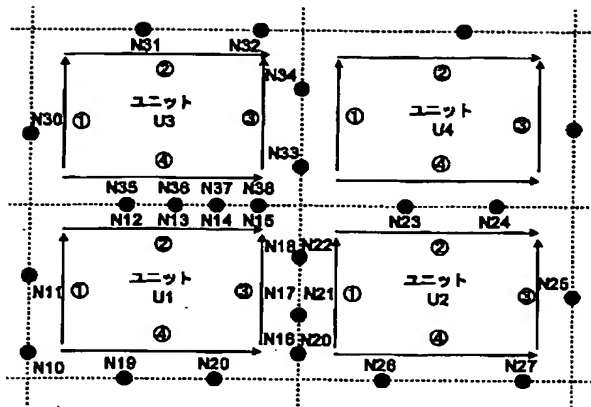 N31 N32
②
N34
②
ユニット
U3
ユニット
U4
N30 ① ③ ① ③
④
N33
④
N35 N36 N37 N38
N12 N13 N14 N15
N23 N24
②
N18 N22
②
ユニット
U1
ユニット
U2
N11 ① ③ N17 N21 ① ③ N25
④
④
N16 N20
N10
N19 N20
N26 N27